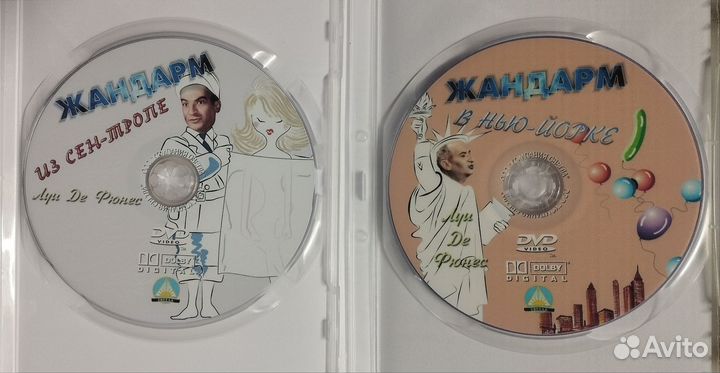 ЖАНДАРМ
ИЗ СЕН-ТРОПЕ
Луи Де Фюнес
DVD
VIDEO
DOLBY
DIGITAL
ЖАНДАРМ
В НЬЮ-ЙОРКЕ
Луи
Де
Фюнес
DVD
VIDEO
DOLBY
DIGITAL
Avito